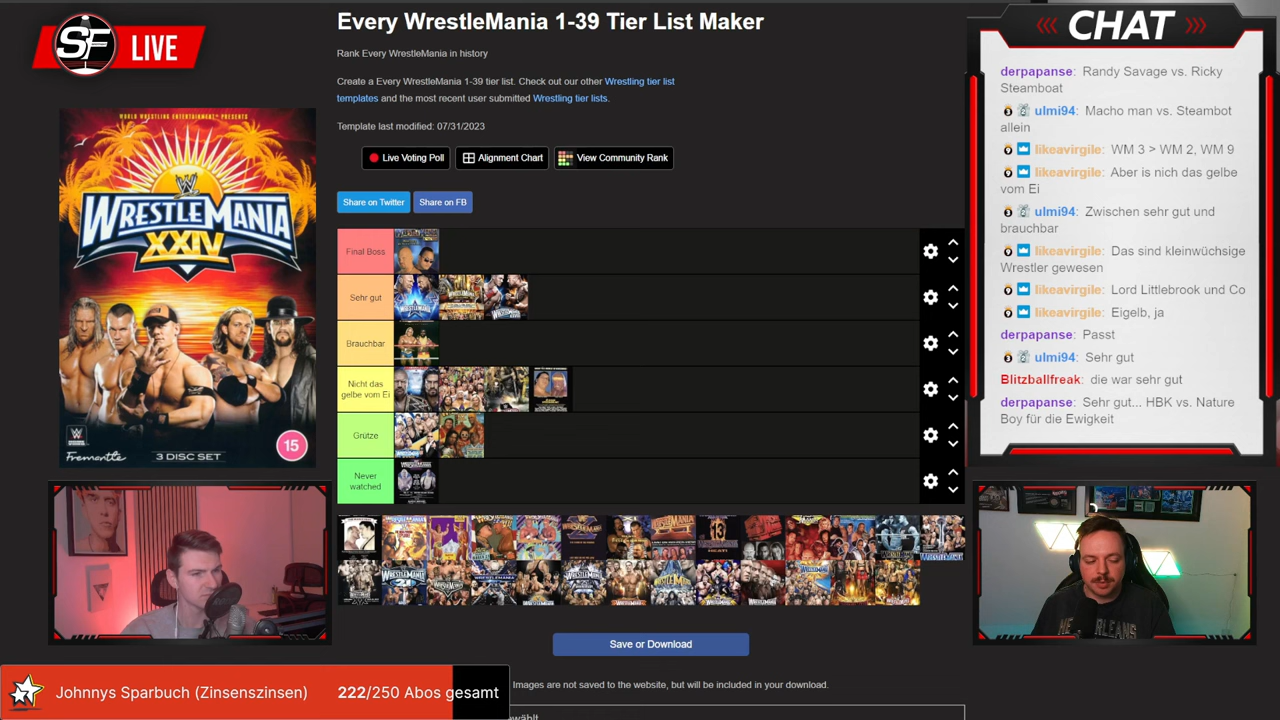 SF LIVE
Every WrestleMania 1-39 Tier List Maker
Rank Every WrestleMania in history
Create a Every WrestleMania 1-39 tier list. Check out our other Wrestling tier list
templates and the most recent user submitted Wrestling tier lists.
Template last modified: 07/31/2023
Live Voting Poll
Alignment Chart
View Community Rank
Share on Twitter
Share on FB
WORLD WRESTLING ENTERTAINMENT PRESENTS
WRESTLEMANIA
XXIV
Fremantle
3 DISC SET
15
Final Boss
Sehr gut
Brauchbar
Nicht das
gelbe vom Ei
Grütze
Never
watched
Save or Download
Images are not saved to the website, but will be included in your download.
CHAT
derpapanse: Randy Savage vs. Ricky
Steamboat
ulmi94: Macho man vs. Steambot
allein
likeavirgile: WM 3 > WM 2, WM 9
likeavirgile: Aber is nich das gelbe
vom Ei
ulmi94: Zwischen sehr gut und
brauchbar
likeavirgile: Das sind kleinwüchsige
Wrestler gewesen
likeavirgile: Lord Littlebrook und Co
likeavirgile: Eigelb, ja
derpapanse: Passt
ulmi94: Sehr gut
Blitzballfreak: die war sehr gut
derpapanse: Sehr gut... HBK vs. Nature
Boy für die Ewigkeit
Johnnys Sparbuch (Zinsenszinsen)
222/250 Abos gesamt